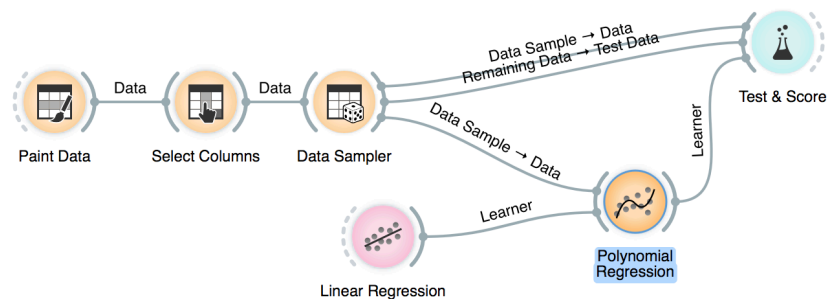 Data Sample → Data
Remaining Data → Test Data
Data
Data
Test & Score
Paint Data
Select Columns
Data Sampler
Data Sample → Data
Learner
Learner
Polynomial
Regression
Linear Regression